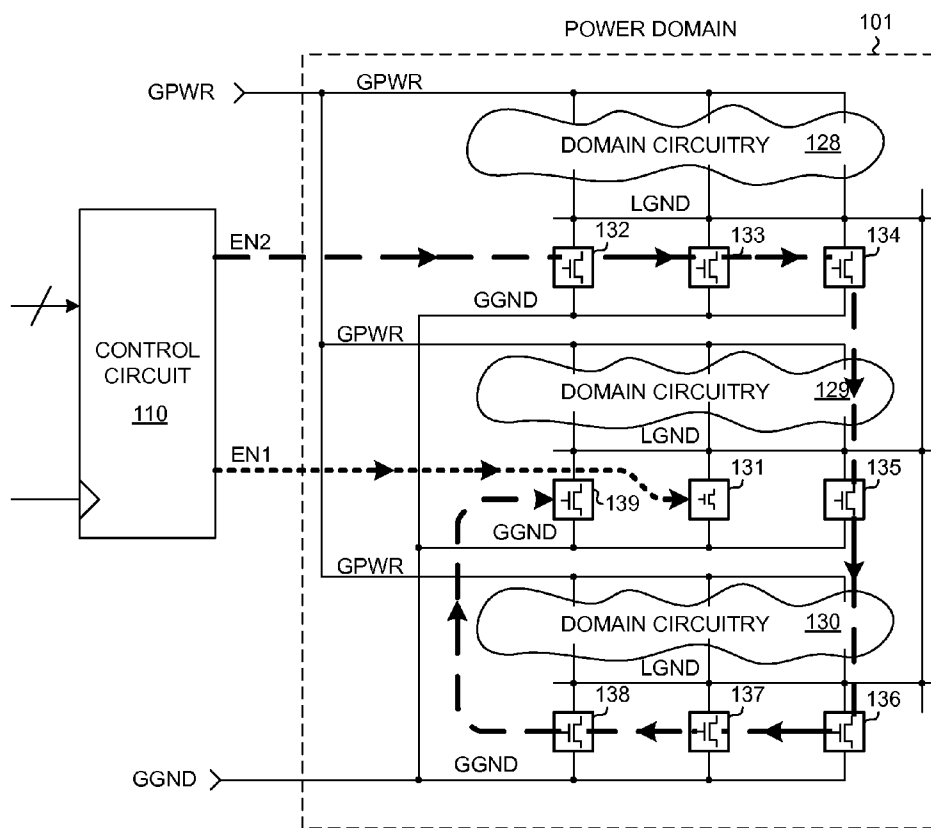 POWER DOMAIN
101
GPWR
GPWR
DOMAIN CIRCUITRY 128
LGND
EN2
132
133
134
GGND
CONTROL
CIRCUIT
110
GPWR
DOMAIN CIRCUITRY 129
LGND
EN1
139
131
135
GGND
GPWR
DOMAIN CIRCUITRY 130
LGND
138
137
136
GGND
GGND